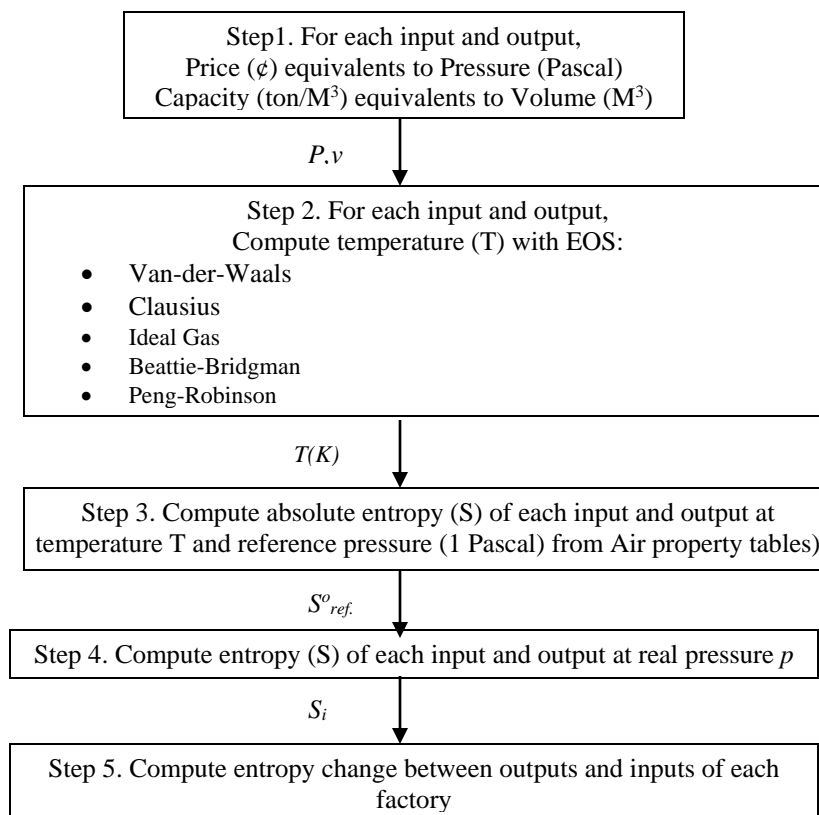 Step1. For each input and output,
Price (¢) equivalents to Pressure (Pascal)
Capacity (ton/M³) equivalents to Volume (M³)
P,v
Step 2. For each input and output,
Compute temperature (T) with EOS:
• Van-der-Waals
• Clausius
• Ideal Gas
• Beattie-Bridgman
• Peng-Robinson
T(K)
Step 3. Compute absolute entropy (S) of each input and output at
temperature T and reference pressure (1 Pascal) from Air property tables)
Sᵒref.
Step 4. Compute entropy (S) of each input and output at real pressure p
Si
Step 5. Compute entropy change between outputs and inputs of each
factory